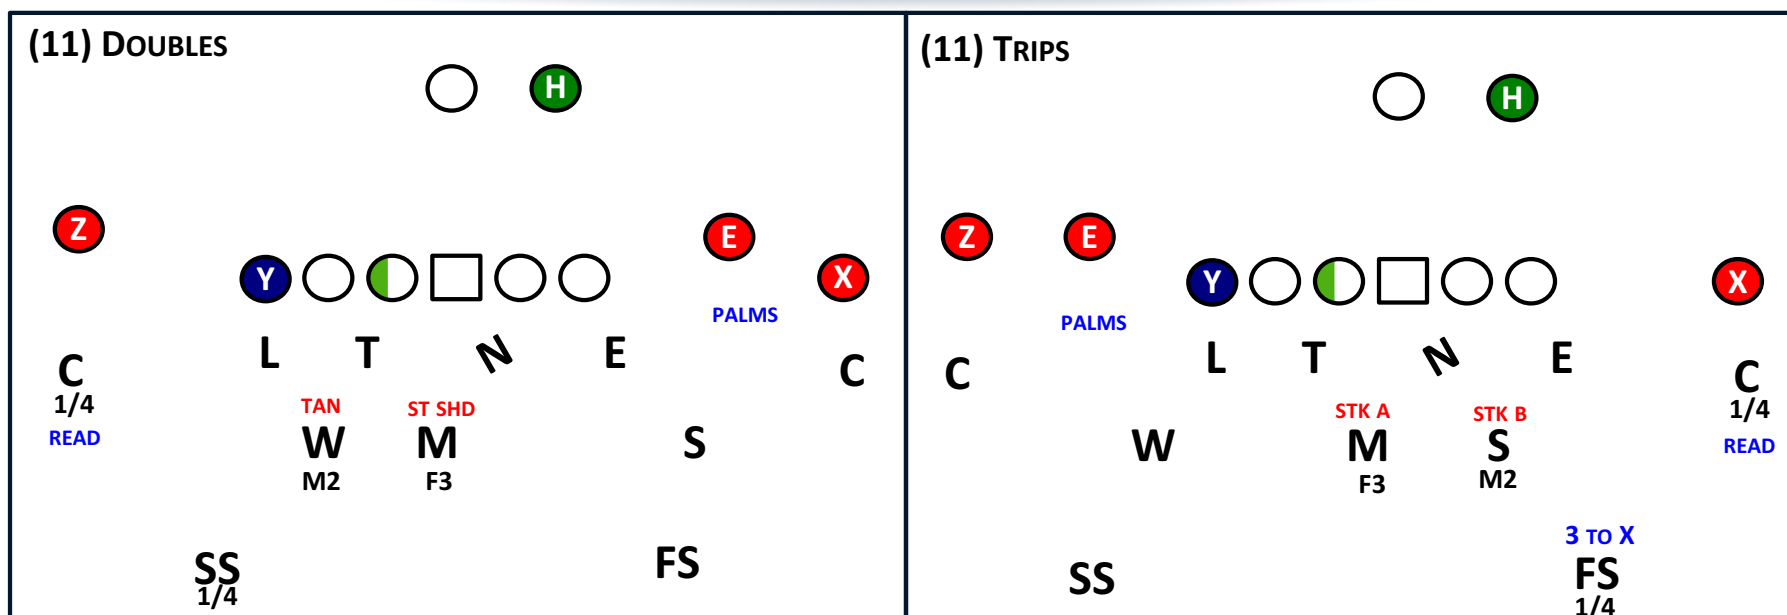 (11) DOUBLES
H
Z
E
Y
X
PALMS
L T N E
C
C
1/4
READ
TAN
ST SHD
W
M
S
M2
F3
SS
FS
1/4
(11) TRIPS
H
Z
E
Y
X
PALMS
L T N E
C
C
1/4
READ
STK A
STK B
W
M
S
F3
M2
3 TO X
SS
FS
1/4